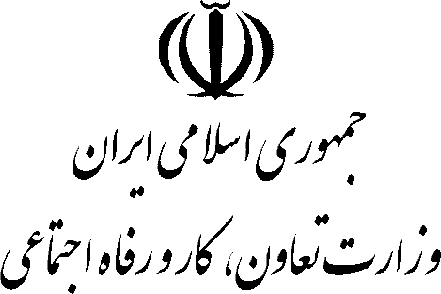 جمهوری اسلامی ایران
وزارت تعاون، کار و رفاه اجتماعی